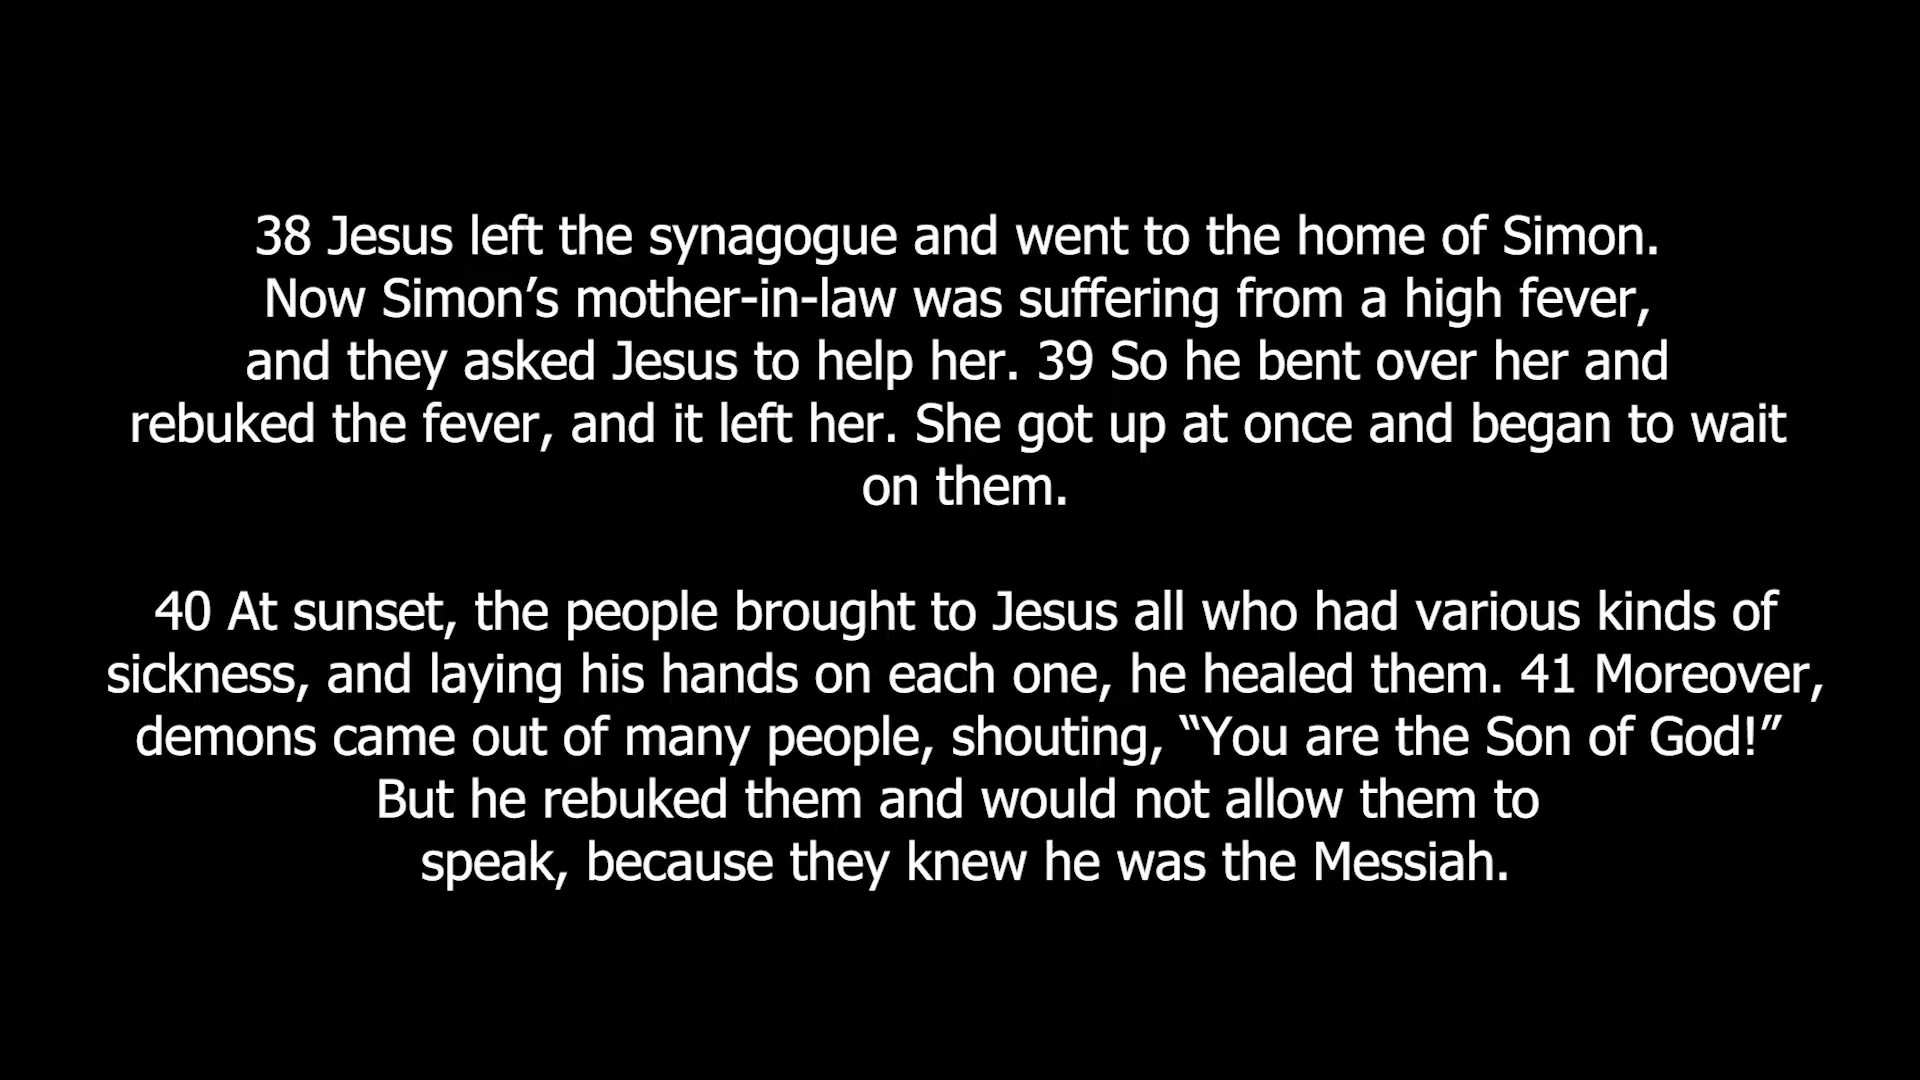 38 Jesus left the synagogue and went to the home of Simon.
Now Simon’s mother-in-law was suffering from a high fever,
and they asked Jesus to help her. 39 So he bent over her and
rebuked the fever, and it left her. She got up at once and began to wait
on them.
40 At sunset, the people brought to Jesus all who had various kinds of
sickness, and laying his hands on each one, he healed them. 41 Moreover,
demons came out of many people, shouting, “You are the Son of God!”
But he rebuked them and would not allow them to
speak, because they knew he was the Messiah.